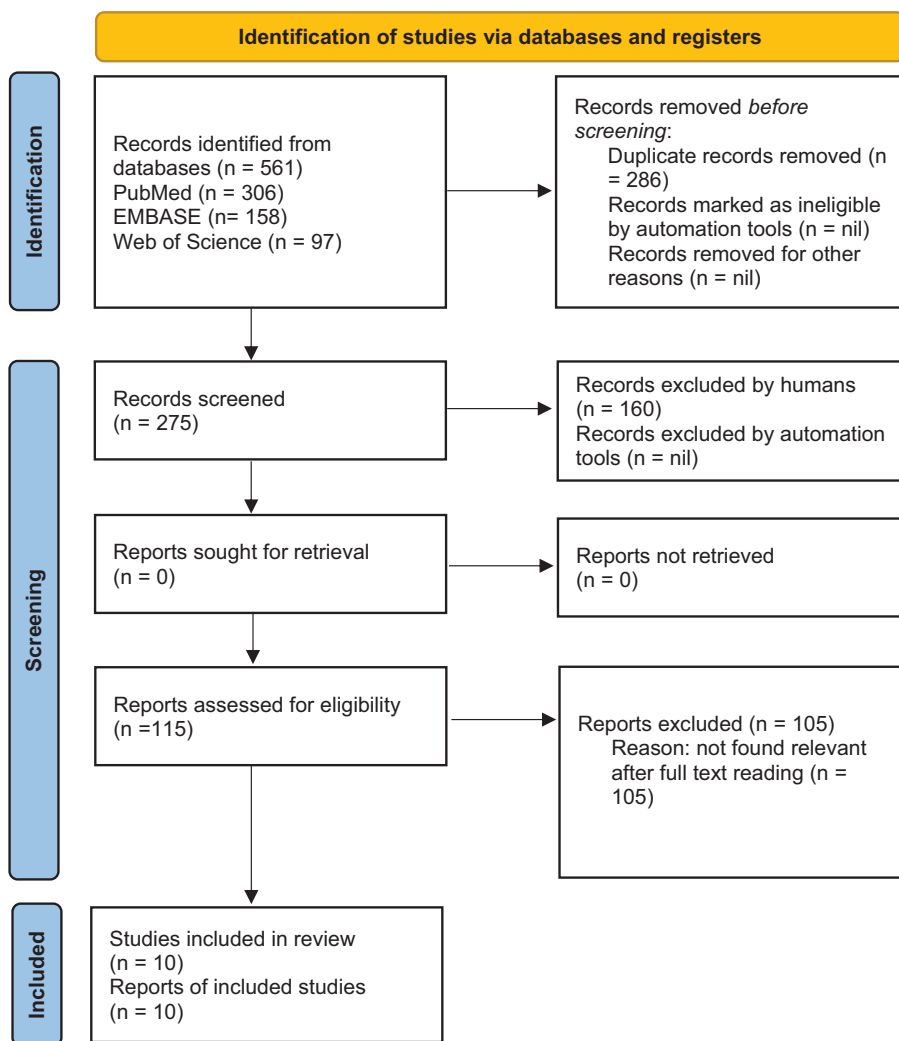 Identification of studies via databases and registers
Identification
Records identified from
databases (n = 561)
PubMed (n = 306)
EMBASE (n= 158)
Web of Science (n = 97)
Records removed before
screening:
Duplicate records removed (n
= 286)
Records marked as ineligible
by automation tools (n = nil)
Records removed for other
reasons (n = nil)
Screening
Records screened
(n = 275)
Records excluded by humans
(n = 160)
Records excluded by automation
tools (n = nil)
Reports sought for retrieval
(n = 0)
Reports not retrieved
(n = 0)
Reports assessed for eligibility
(n =115)
Reports excluded (n = 105)
Reason: not found relevant
after full text reading (n =
105)
Included
Studies included in review
(n = 10)
Reports of included studies
(n = 10)